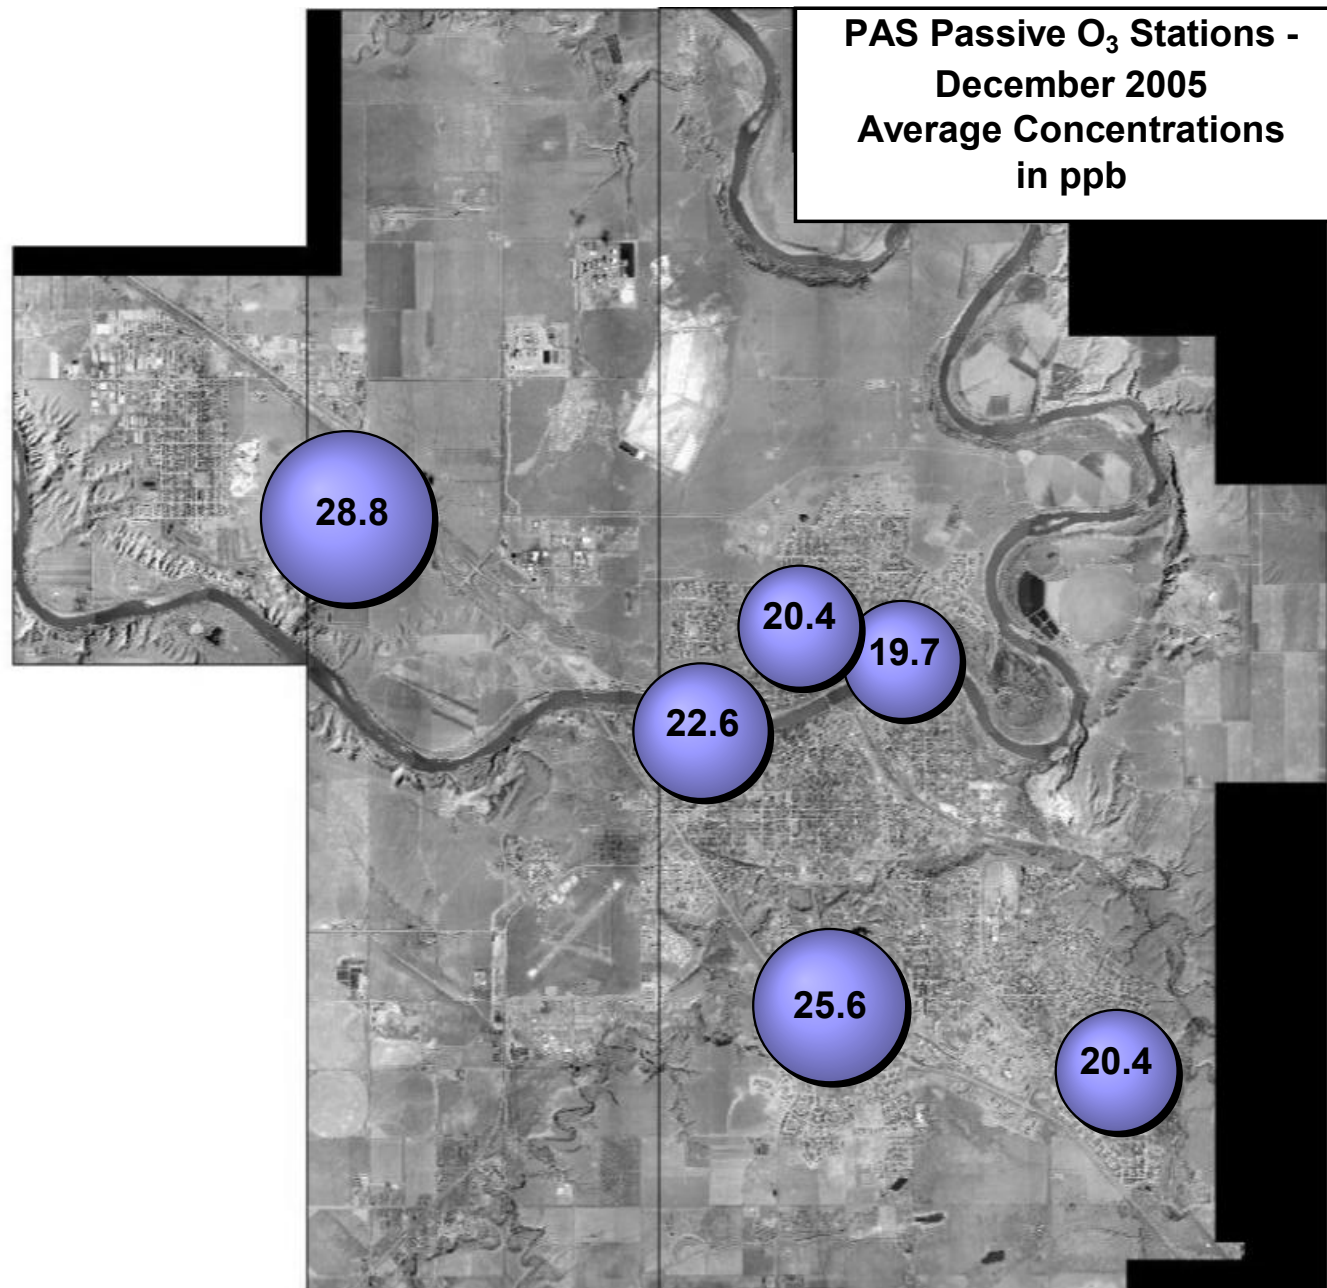 PAS Passive O₃ Stations -
December 2005
Average Concentrations
in ppb
28.8
20.4
19.7
22.6
25.6
20.4